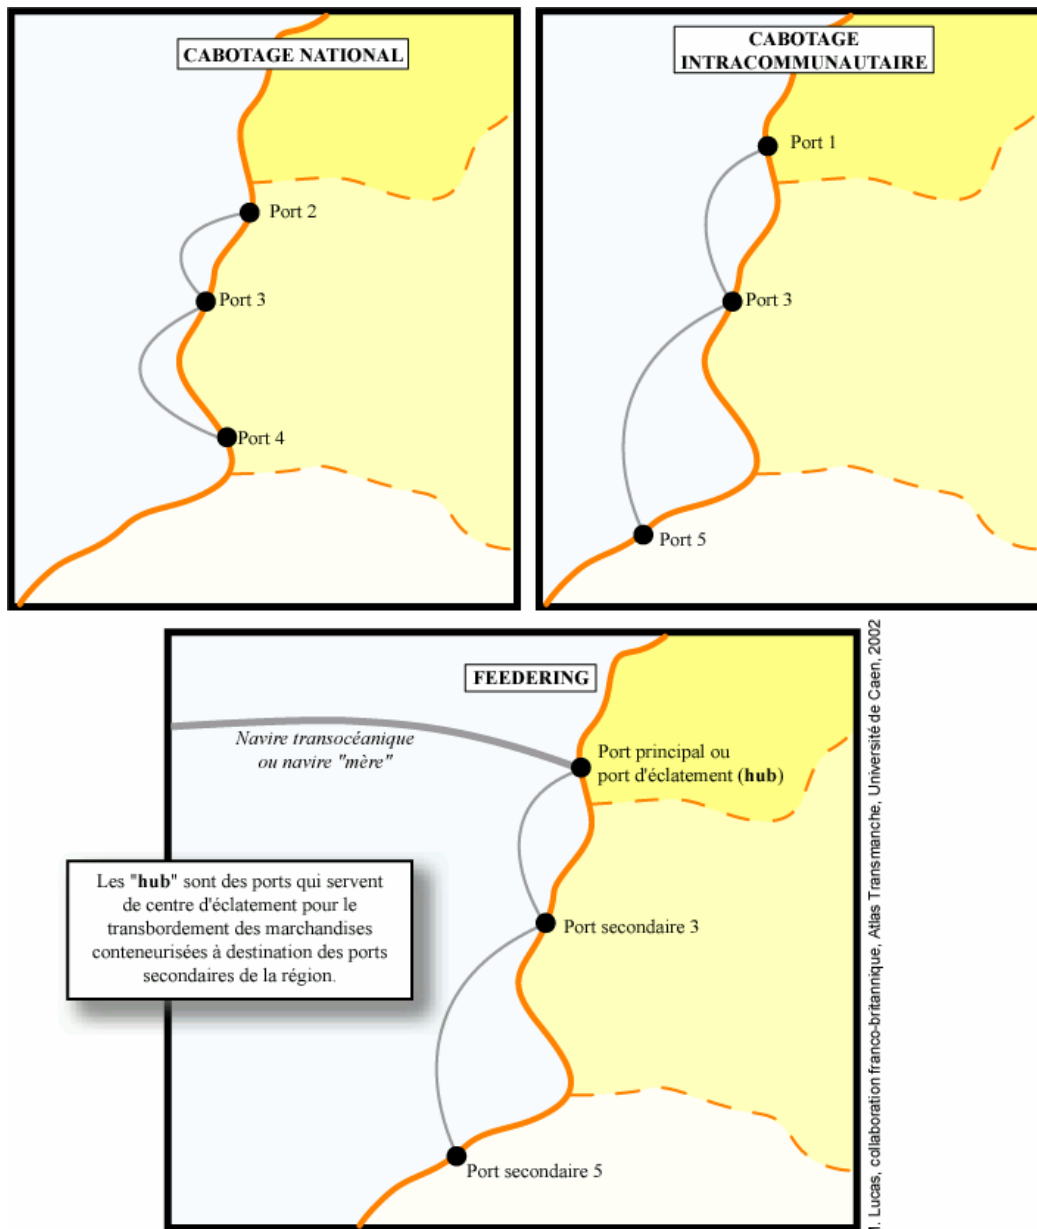 CABOTAGE NATIONAL
Port 2
Port 3
Port 4
CABOTAGE
INTRACOMMUNAUTAIRE
Port 1
Port 3
Port 5
FEEDERING
Navire transocéanique
ou navire "mère"
Port principal ou
port d'éclatement (hub)
Les "hub" sont des ports qui servent
de centre d'éclatement pour le
transbordement des marchandises
conteneurisées à destination des ports
secondaires de la région.
Port secondaire 3
Port secondaire 5
Lucas, collaboration franco-britannique, Atlas Transmanche, Université de Caen, 2002